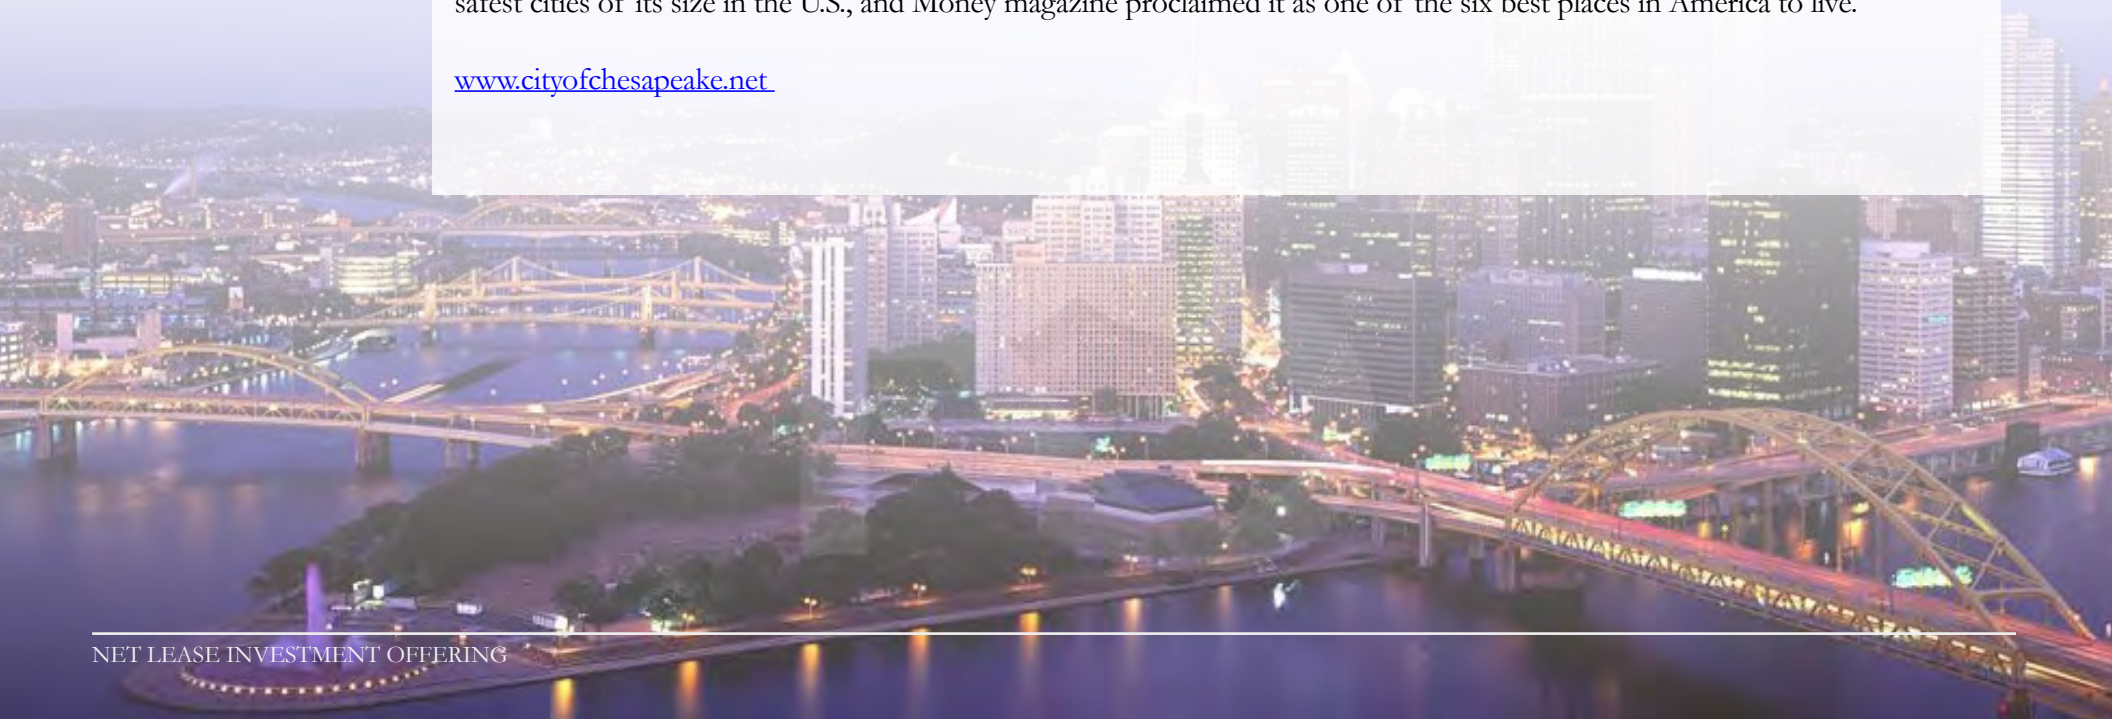 safest cities of its size in the U.S., and Money magazine proclaimed it as one of the six best places in America to live.
www.cityofchesapeake.net
NET LEASE INVESTMENT OFFERING